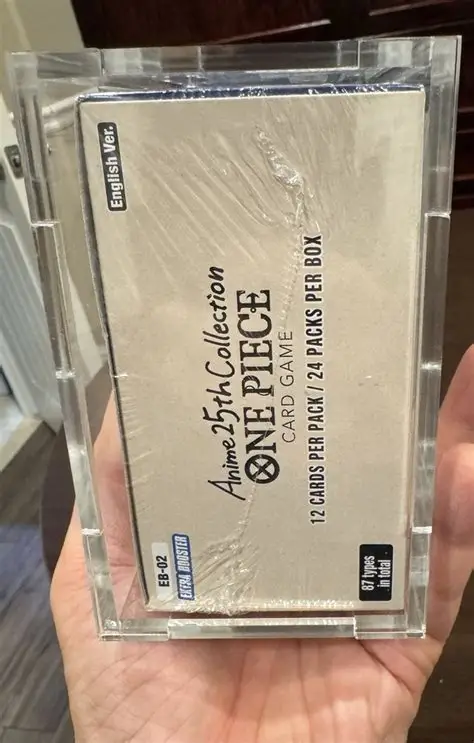 English Ver.
Anime 25th Collection
ONE PIECE
CARD GAME
12 CARDS PER PACK / 24 PACKS PER BOX
EB-02
EXTRA BOOSTER
87 types
in total